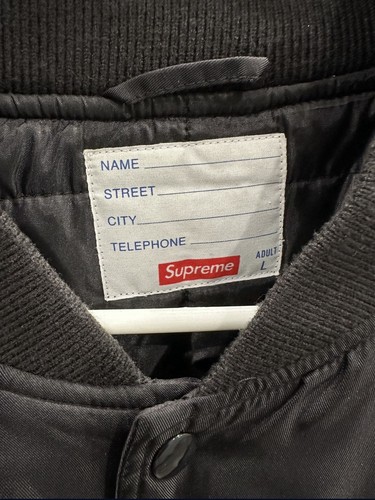 NAME
STREET
CITY
TELEPHONE
ADULT
Supreme L